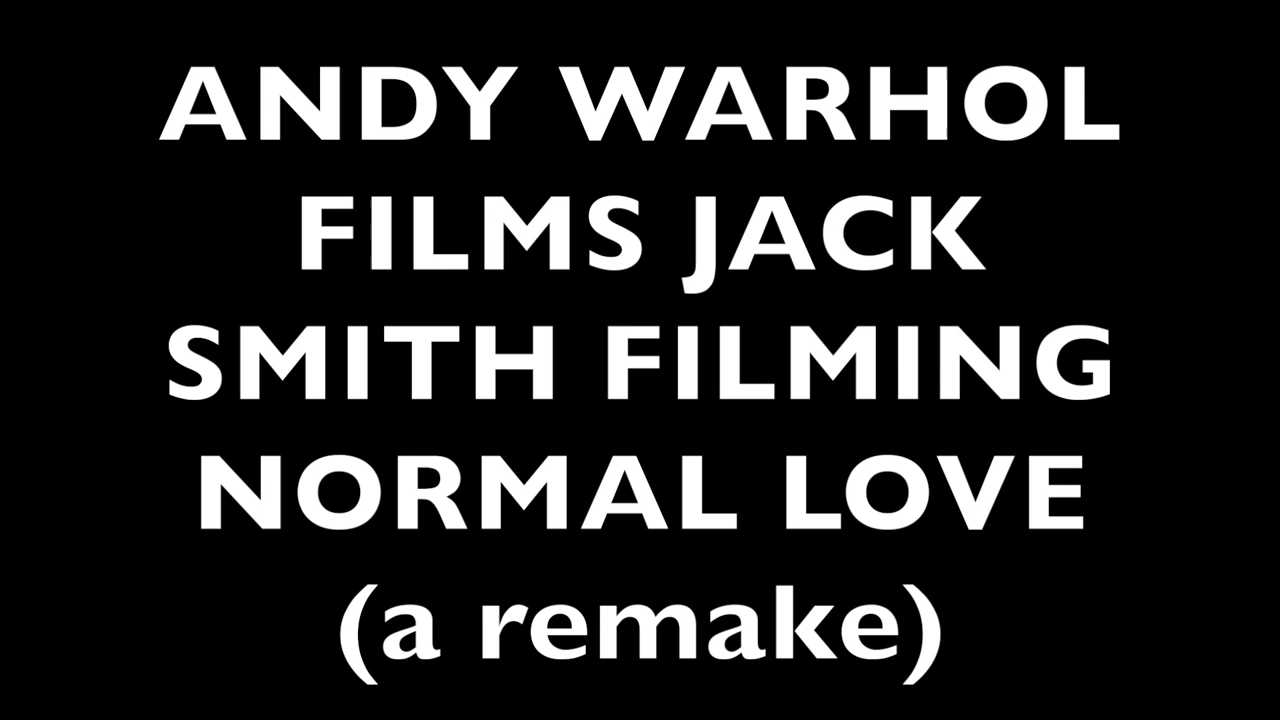 ANDY WARHOL
FILMS JACK
SMITH FILMING
NORMAL LOVE
(a remake)